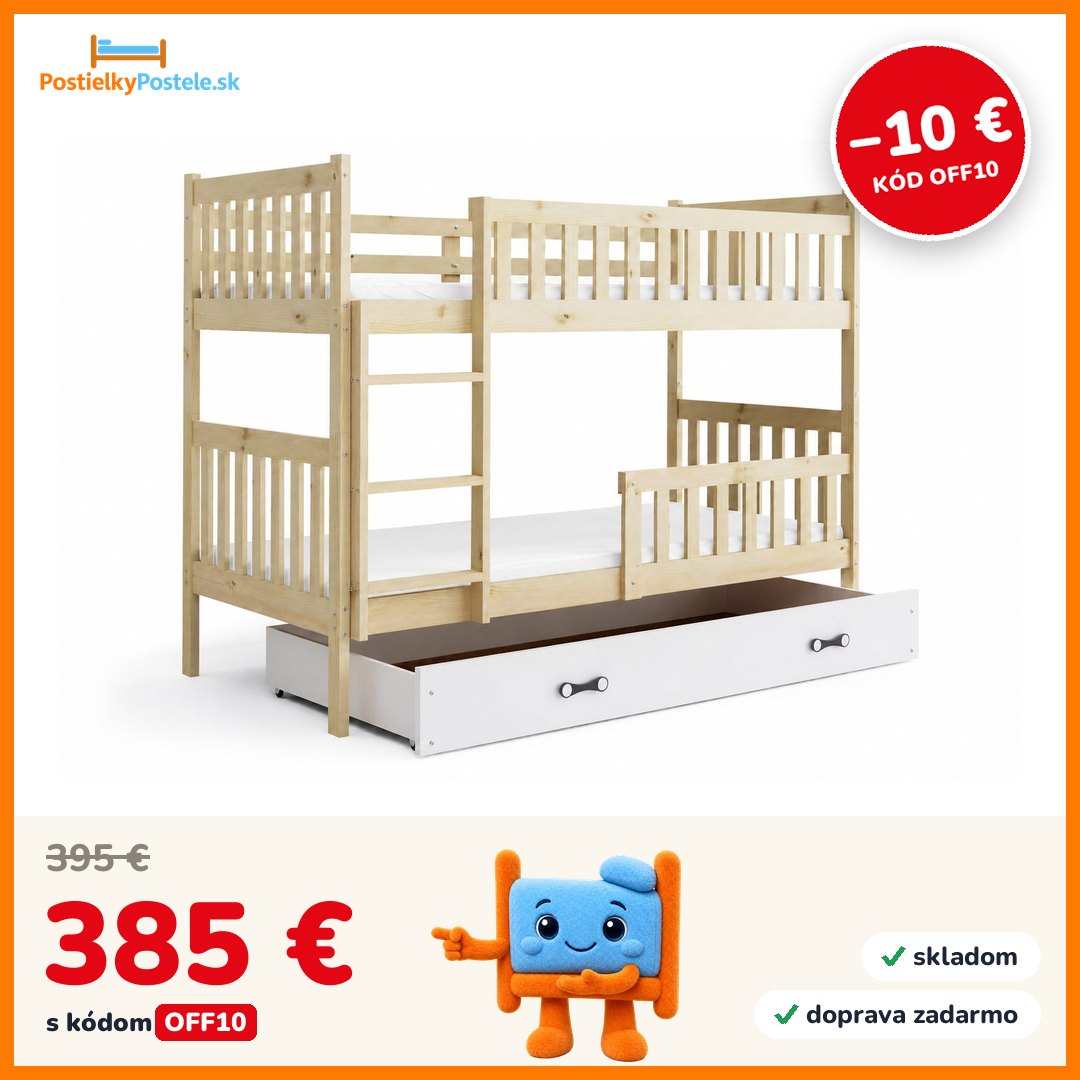 PostielkyPostele.sk
–10 €
KÓD OFF10
395 €
385 €
s kódom OFF10
skladom
doprava zadarmo